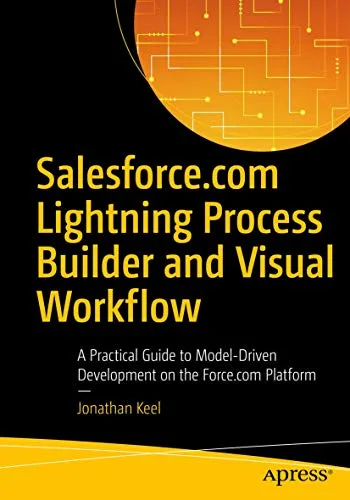 Salesforce.com
Lightning Process
Builder and Visual
Workflow
A Practical Guide to Model-Driven
Development on the Force.com Platform
Jonathan Keel
Apress®